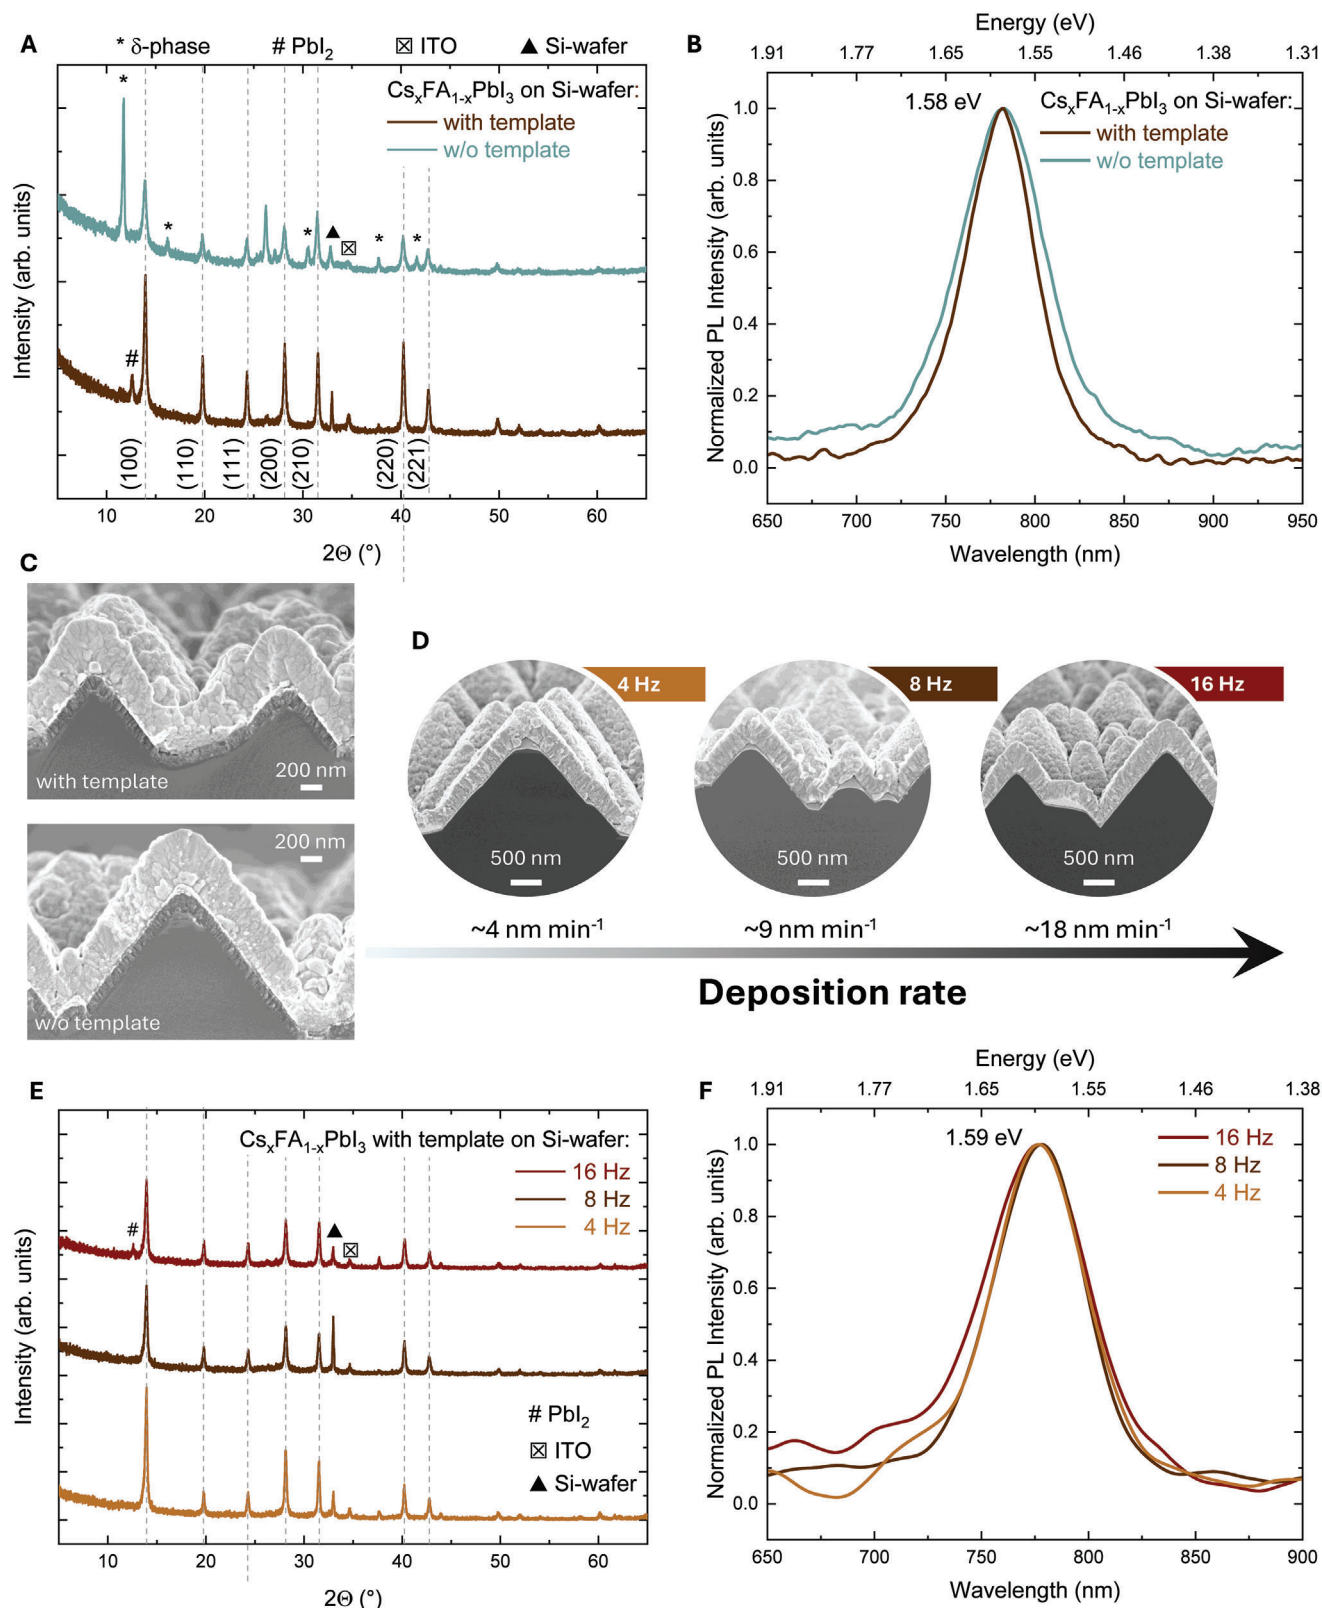 A
* δ-phase # PbI2 ☒ ITO ▲ Si-wafer
CsxFA1-xPbI3 on Si-wafer:
with template
w/o template
*
*
*
▲
☒
*
*
#
Intensity (arb. units)
(100)
(110)
(111)
(200)
(210)
(220)
(221)
10 20 30 40 50 60
2Θ (°)
B
Energy (eV)
1.91 1.77 1.65 1.55 1.46 1.38 1.31
1.58 eV
CsxFA1-xPbI3 on Si-wafer:
with template
w/o template
Normalized PL Intensity (arb. units)
1.0
0.8
0.6
0.4
0.2
0.0
650 700 750 800 850 900 950
Wavelength (nm)
C
with template
200 nm
200 nm
w/o template
D
4 Hz
8 Hz
16 Hz
500 nm
500 nm
500 nm
~4 nm min-1
~9 nm min-1
~18 nm min-1
Deposition rate
E
CsxFA1-xPbI3 with template on Si-wafer:
16 Hz
8 Hz
4 Hz
#
▲
☒
# PbI2
☒ ITO
▲ Si-wafer
Intensity (arb. units)
10 20 30 40 50 60
2Θ (°)
F
Energy (eV)
1.91 1.77 1.65 1.55 1.46 1.38
1.59 eV
16 Hz
8 Hz
4 Hz
Normalized PL Intensity (arb. units)
1.0
0.8
0.6
0.4
0.2
0.0
650 700 750 800 850 900
Wavelength (nm)